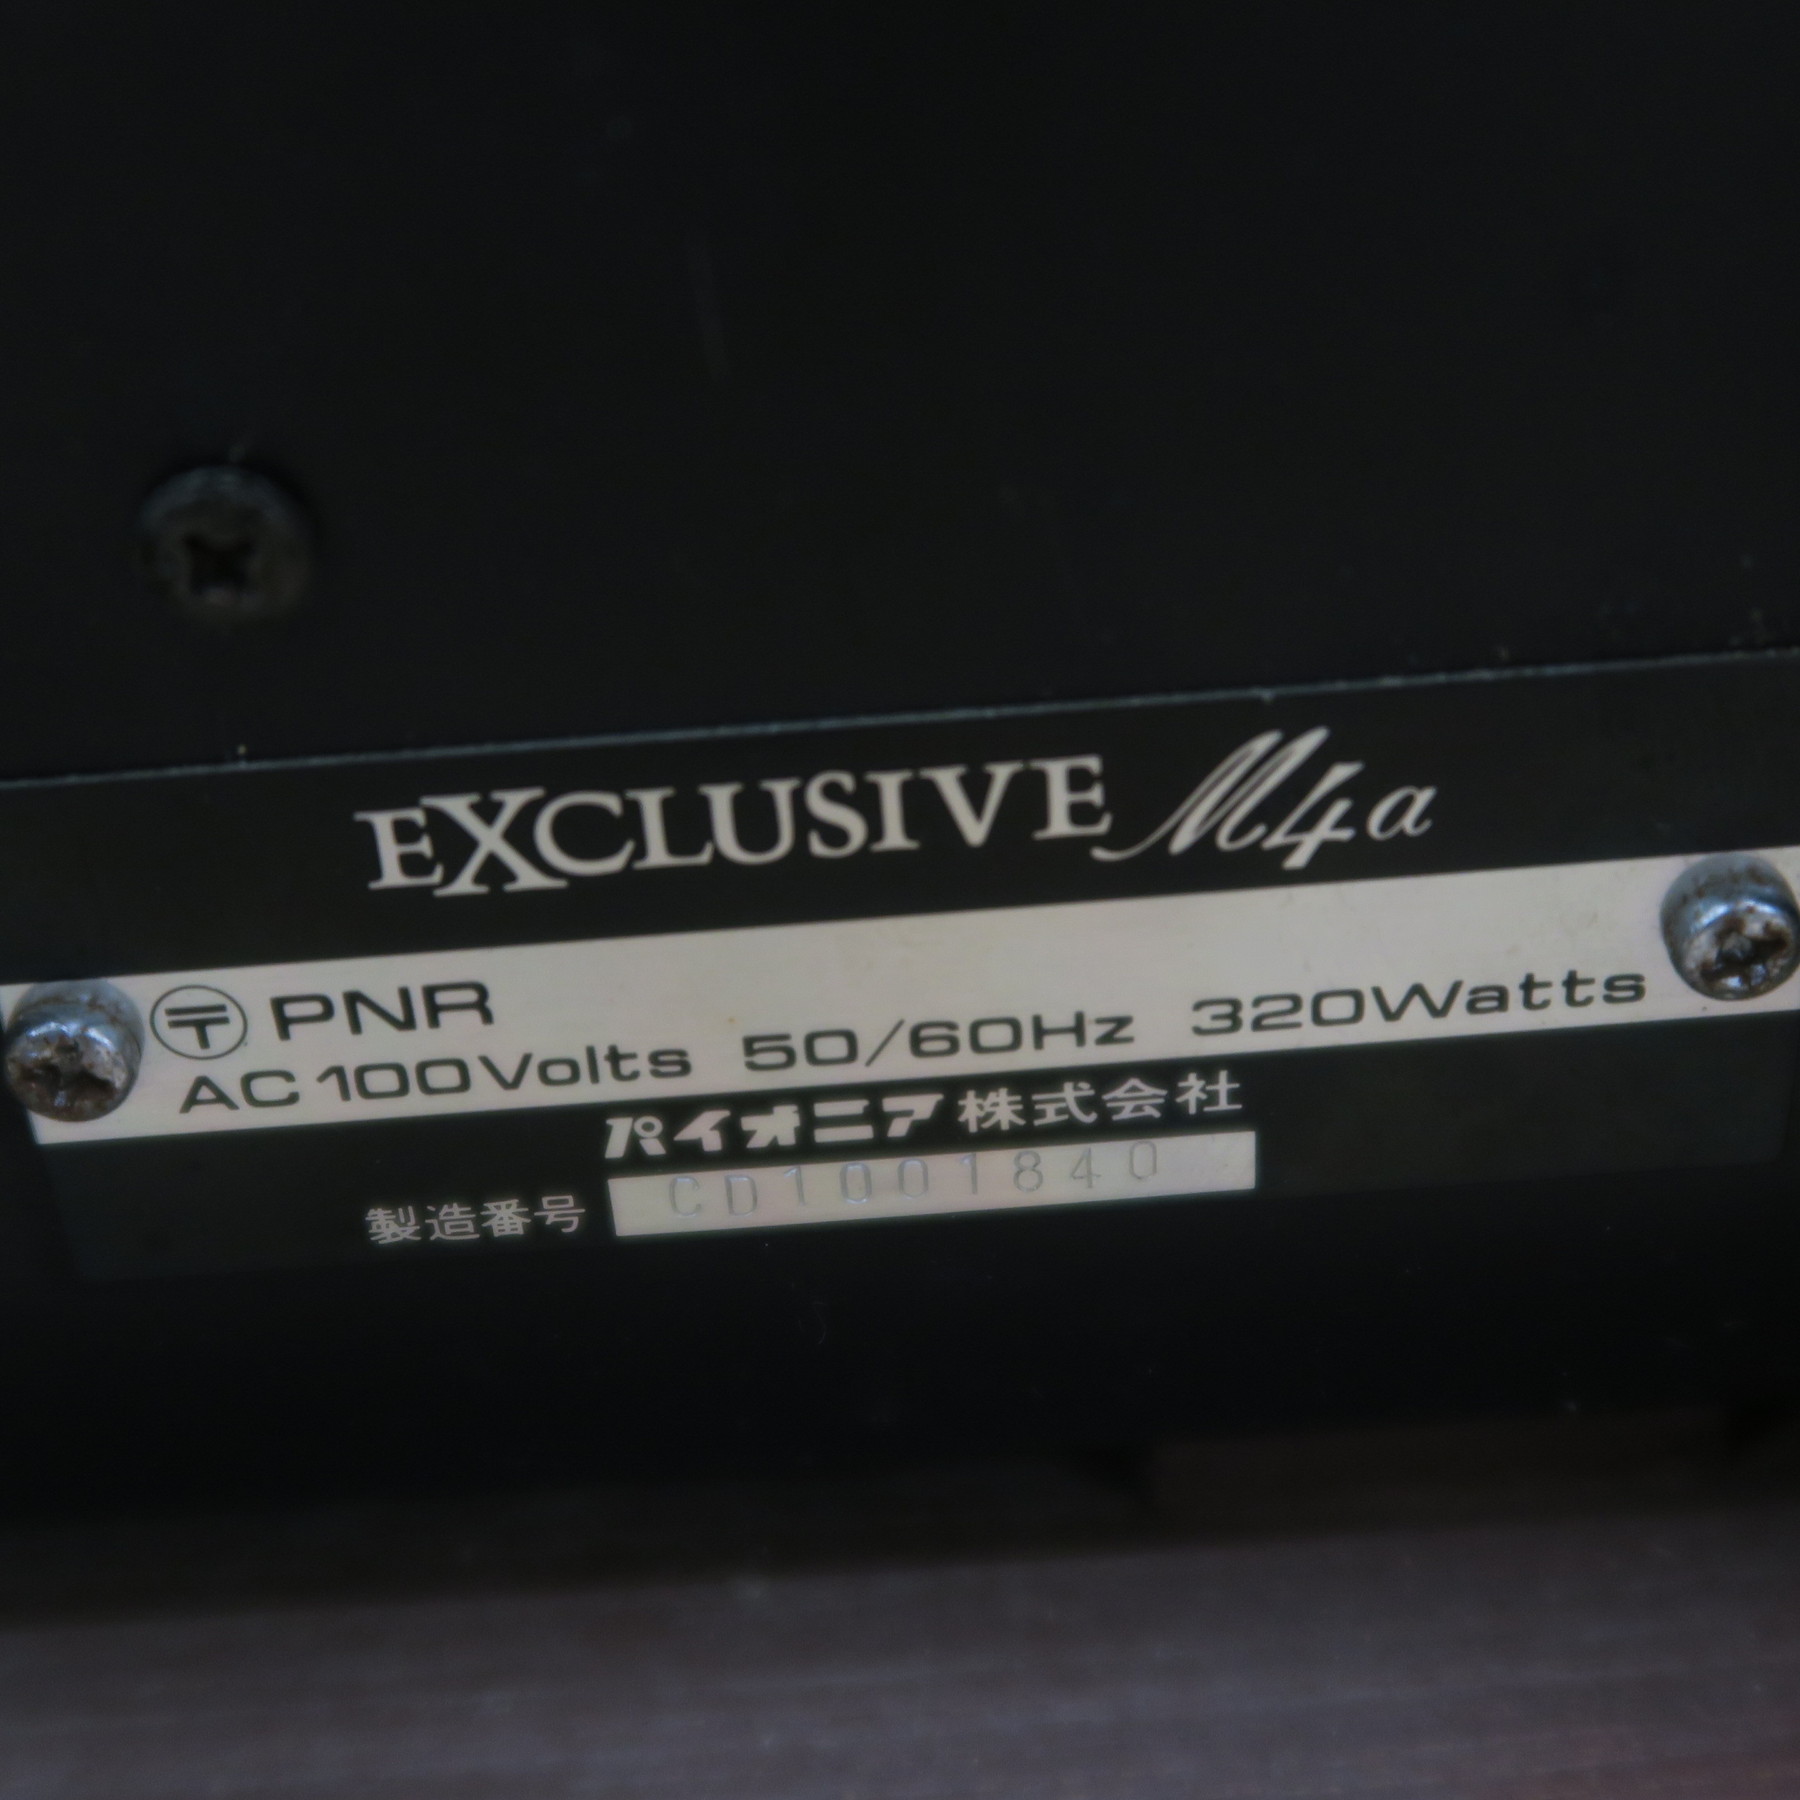 EXCLUSIVE M4a
〒 PNR
AC 100Volts 50/60Hz 320Watts
パイオニア株式会社
製造番号 CD1001840